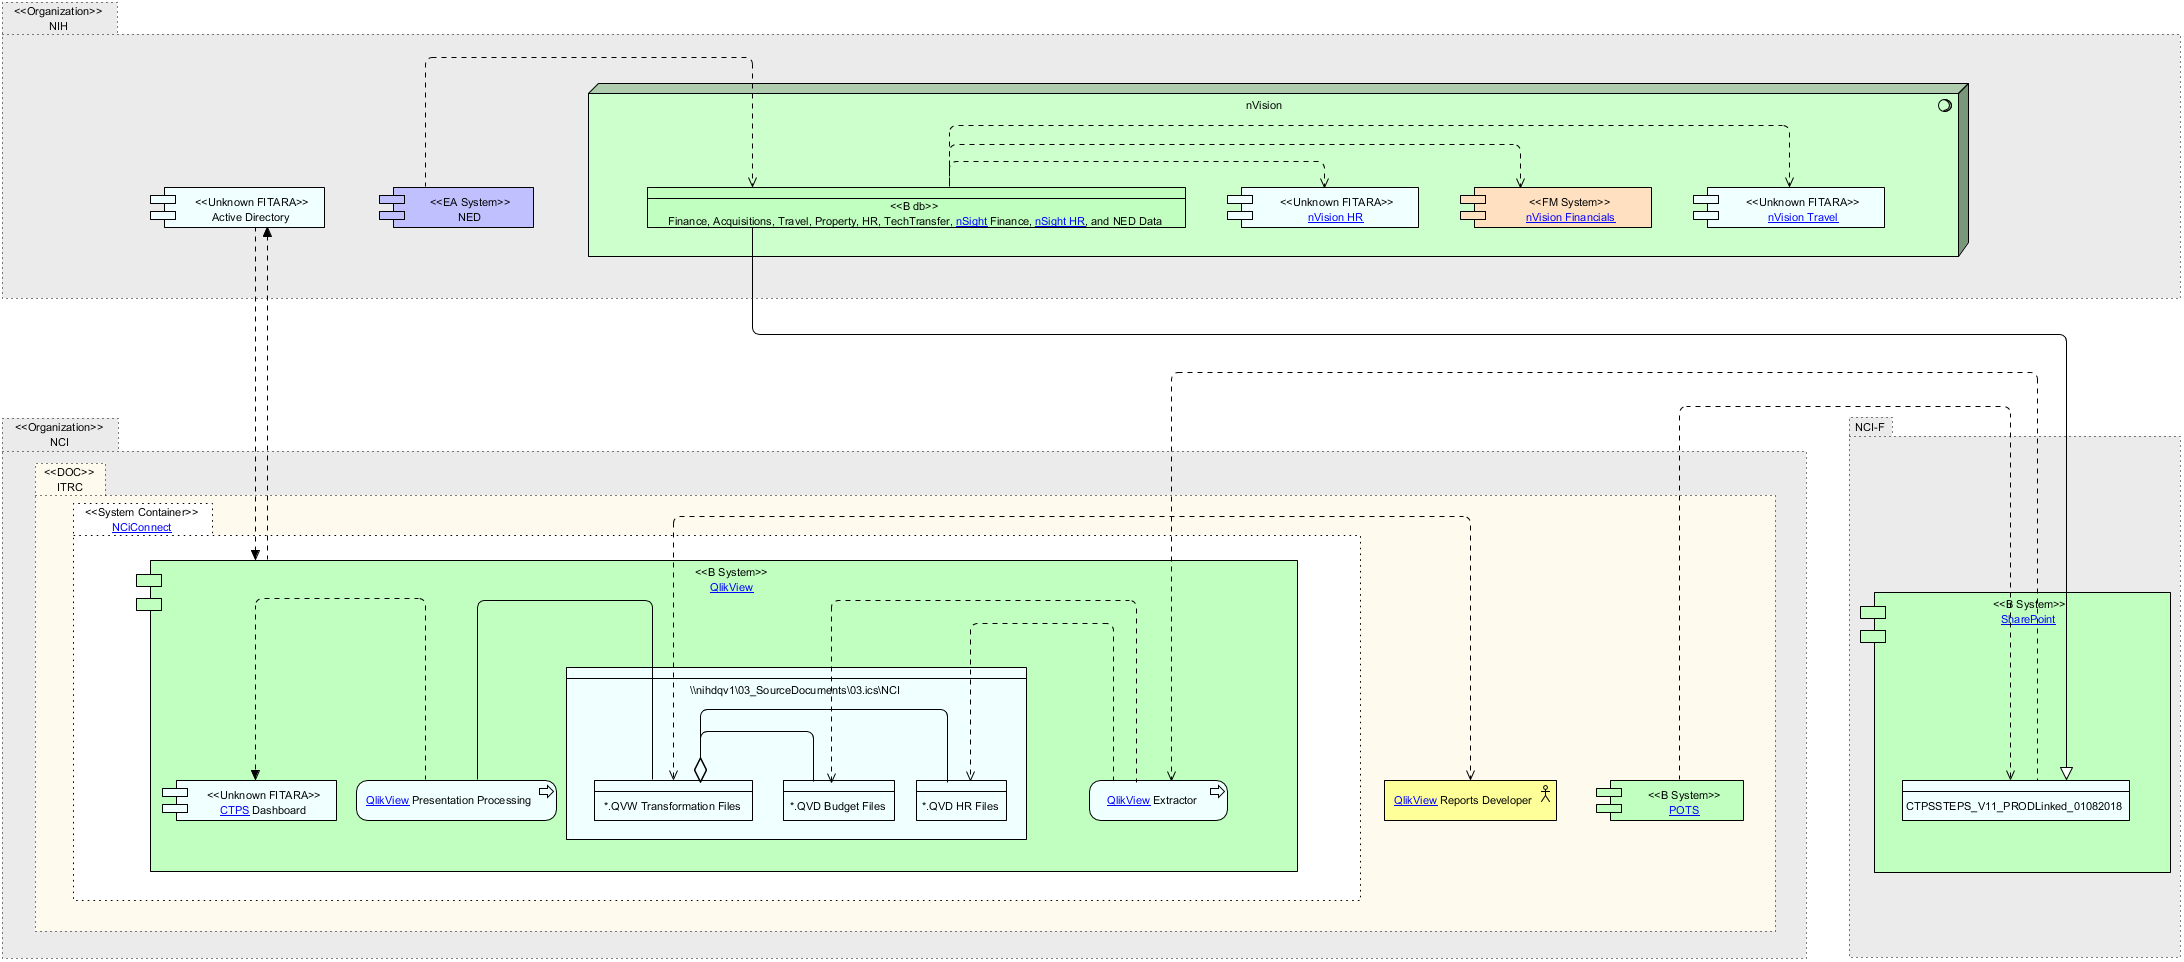 <<Organization>>
NIH
nVision
<<Unknown FITARA>>
Active Directory
<<EA System>>
NED
<<B db>>
Finance, Acquisitions, Travel, Property, HR, TechTransfer, nSight Finance, nSight HR, and NED Data
<<Unknown FITARA>>
nVision HR
<<FM System>>
nVision Financials
<<Unknown FITARA>>
nVision Travel
<<Organization>>
NCI
NCI-F
<<DOC>>
ITRC
<<System Container>>
NCiConnect
<<B System>>
QlikView
<<B System>>
SharePoint
\\nihdqv1\03_SourceDocuments\03.ics\NCI
<<Unknown FITARA>>
CTPS Dashboard
QlikView Presentation Processing
*.QVW Transformation Files
*.QVD Budget Files
*.QVD HR Files
QlikView Extractor
QlikView Reports Developer
<<B System>>
POTS
CTPSSTEPS_V11_PRODLinked_01082018